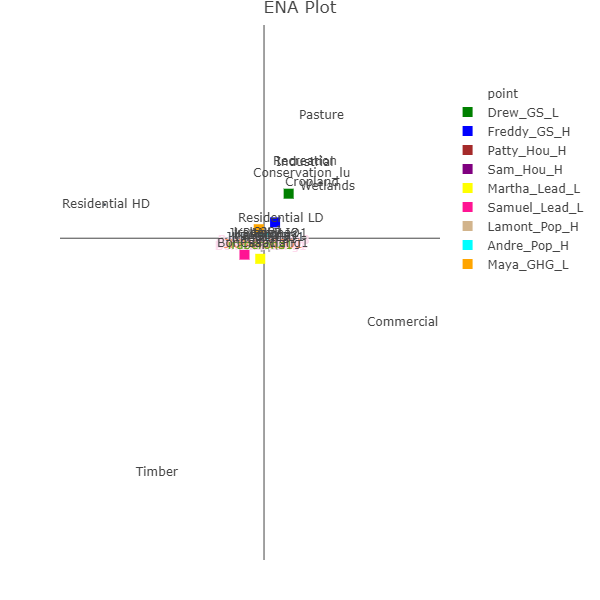 ENA Plot
point
Drew_GS_L
Freddy_GS_H
Patty_Hou_H
Sam_Hou_H
Martha_Lead_L
Samuel_Lead_L
Lamont_Pop_H
Andre_Pop_H
Maya_GHG_L
Pasture
Recreation
Industrial
Conservation_lu
Cropland
Wetlands
Residential HD
Residential LD
Commercial
Timber